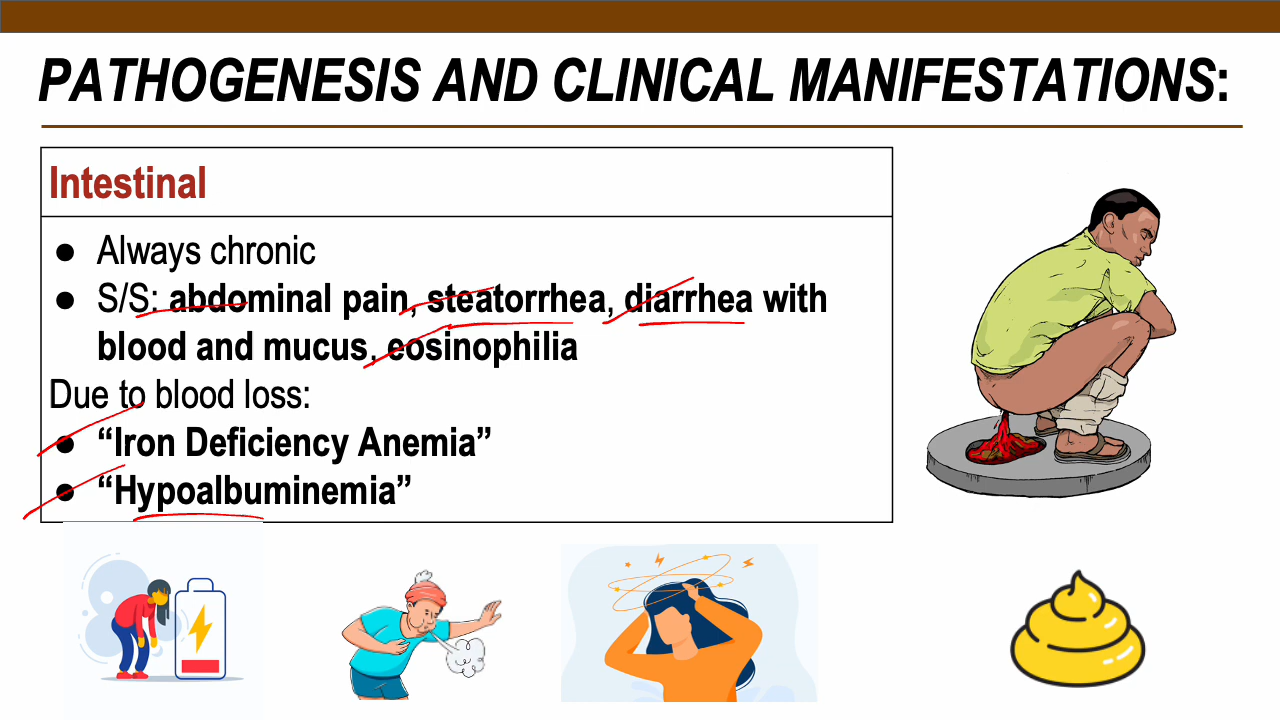 PATHOGENESIS AND CLINICAL MANIFESTATIONS:
Intestinal
● Always chronic
● S/S: abdominal pain, steatorrhea, diarrhea with
blood and mucus, eosinophilia
Due to blood loss:
● “Iron Deficiency Anemia”
● “Hypoalbuminemia”